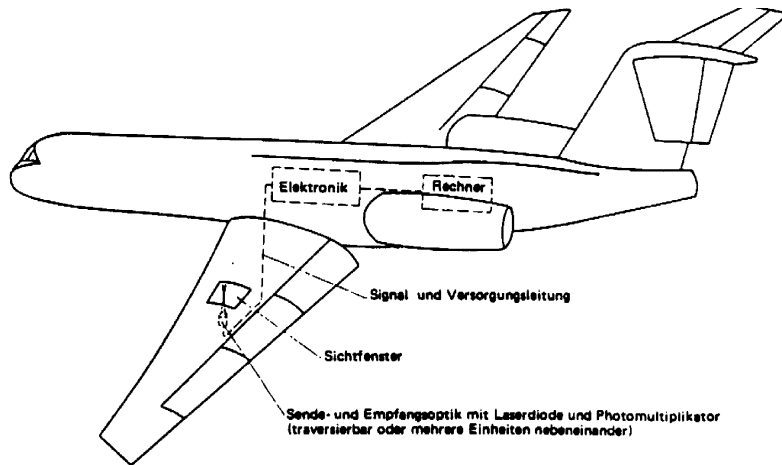 Elektronik
Rechner
Signal und Versorgungsleitung
Sichtfenster
Sende- und Empfangsoptik mit Laserdiode und Photomultiplikator
(traversierbar oder mehrere Einheiten nebeneinander)